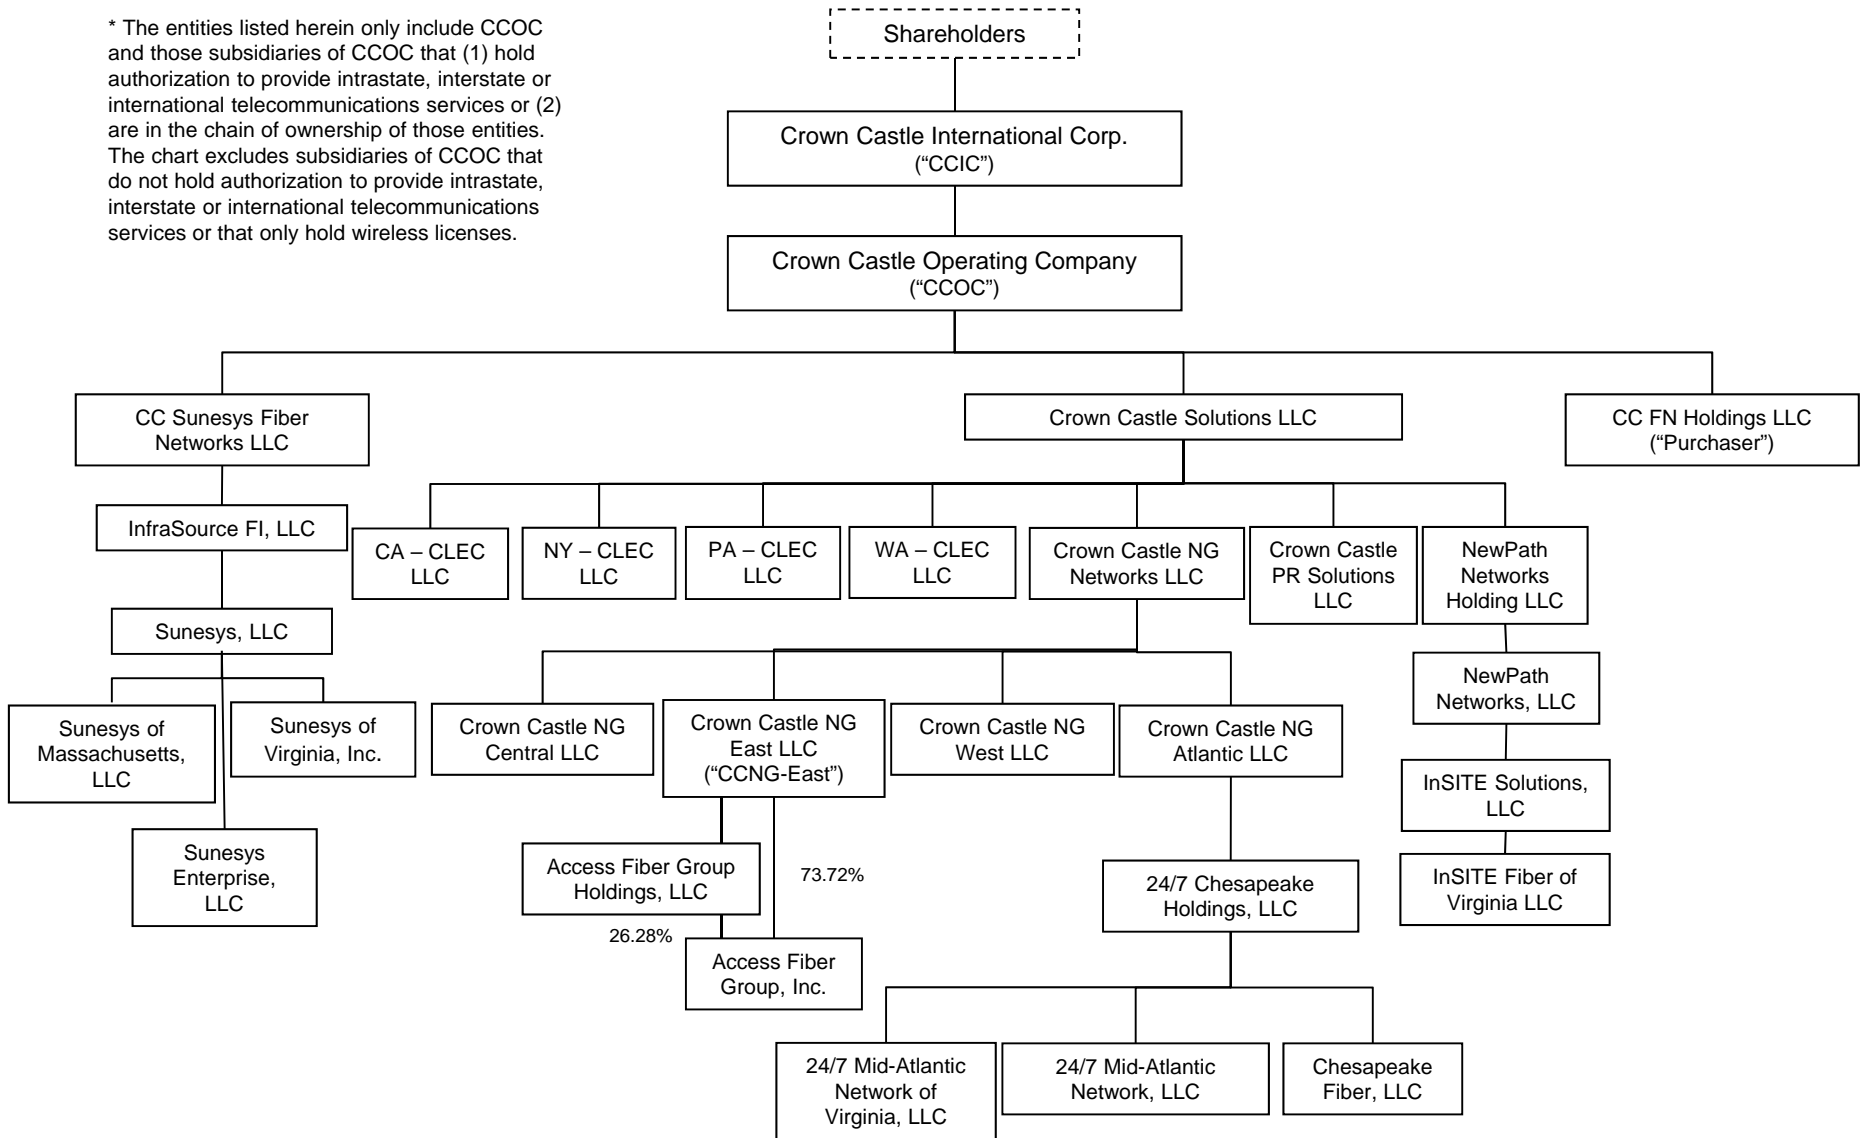 * The entities listed herein only include CCOC
and those subsidiaries of CCOC that (1) hold
authorization to provide intrastate, interstate or
international telecommunications services or (2)
are in the chain of ownership of those entities.
The chart excludes subsidiaries of CCOC that
do not hold authorization to provide intrastate,
interstate or international telecommunications
services or that only hold wireless licenses.
Shareholders
Crown Castle International Corp.
(“CCIC”)
Crown Castle Operating Company
(“CCOC”)
CC Sunesys Fiber
Networks LLC
Crown Castle Solutions LLC
CC FN Holdings LLC
(“Purchaser”)
InfraSource FI, LLC
CA – CLEC
LLC
NY – CLEC
LLC
PA – CLEC
LLC
WA – CLEC
LLC
Crown Castle NG
Networks LLC
Crown Castle
PR Solutions
LLC
NewPath
Networks
Holding LLC
Sunesys, LLC
NewPath
Networks, LLC
Sunesys of
Massachusetts,
LLC
Sunesys of
Virginia, Inc.
Crown Castle NG
Central LLC
Crown Castle NG
East LLC
(“CCNG-East”)
Crown Castle NG
West LLC
Crown Castle NG
Atlantic LLC
InSITE Solutions,
LLC
Sunesys
Enterprise,
LLC
Access Fiber Group
Holdings, LLC
73.72%
24/7 Chesapeake
Holdings, LLC
InSITE Fiber of
Virginia LLC
26.28%
Access Fiber
Group, Inc.
24/7 Mid-Atlantic
Network of
Virginia, LLC
24/7 Mid-Atlantic
Network, LLC
Chesapeake
Fiber, LLC